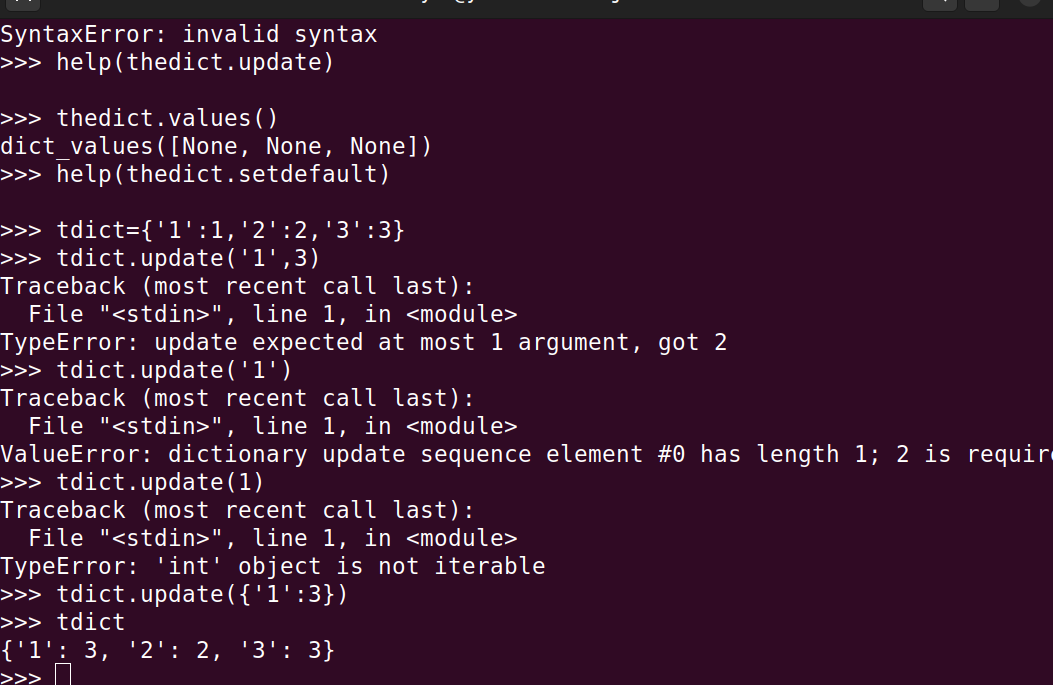 SyntaxError: invalid syntax
>>> help(thedict.update)
>>> thedict.values()
dict_values([None, None, None])
>>> help(thedict.setdefault)
>>> tdict={'1':1,'2':2,'3':3}
>>> tdict.update('1',3)
Traceback (most recent call last):
  File "<stdin>", line 1, in <module>
TypeError: update expected at most 1 argument, got 2
>>> tdict.update('1')
Traceback (most recent call last):
  File "<stdin>", line 1, in <module>
ValueError: dictionary update sequence element #0 has length 1; 2 is require
>>> tdict.update(1)
Traceback (most recent call last):
  File "<stdin>", line 1, in <module>
TypeError: 'int' object is not iterable
>>> tdict.update({'1':3})
>>> tdict
{'1': 3, '2': 2, '3': 3}
>>>